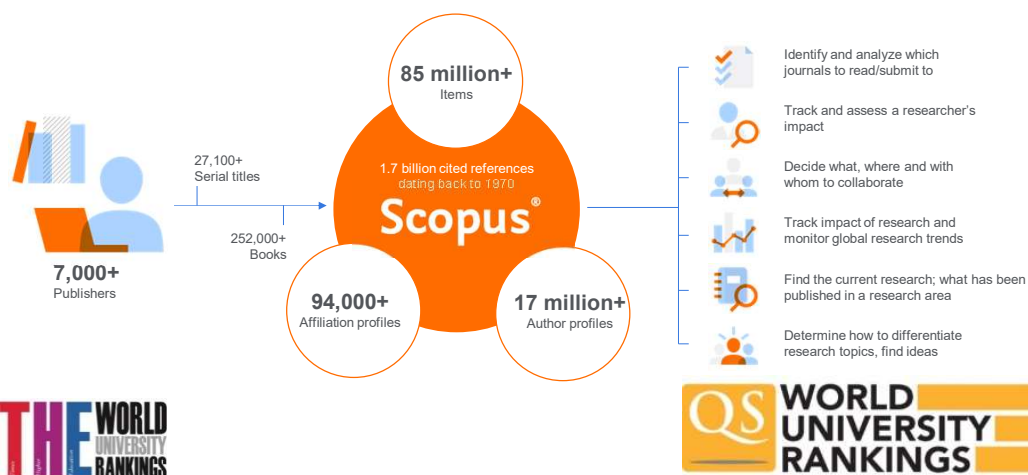 7,000+
Publishers
27,100+
Serial titles
252,000+
Books
85 million+
Items
1.7 billion cited references
dating back to 1970
Scopus®
94,000+
Affiliation profiles
17 million+
Author profiles
Identify and analyze which
journals to read/submit to
Track and assess a researcher's
impact
Decide what, where and with
whom to collaborate
Track impact of research and
monitor global research trends
Find the current research; what has been
published in a research area
Determine how to differentiate
research topics, find ideas
THE WORLD
UNIVERSITY
RANKINGS
QS WORLD
UNIVERSITY
RANKINGS